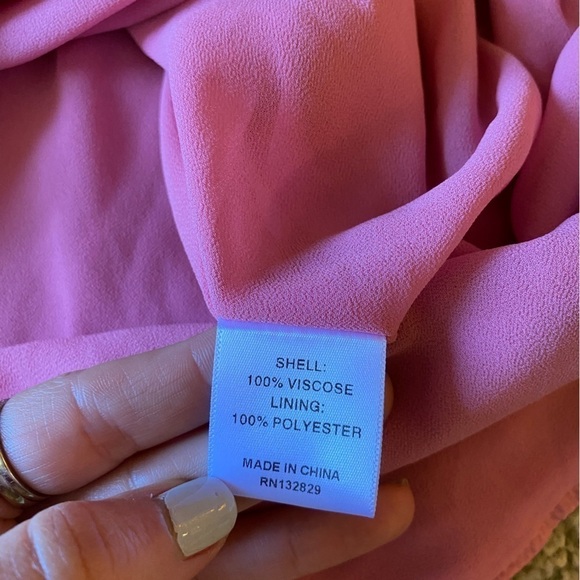 SHELL:
100% VISCOSE
LINING:
100% POLYESTER
MADE IN CHINA
RN132829